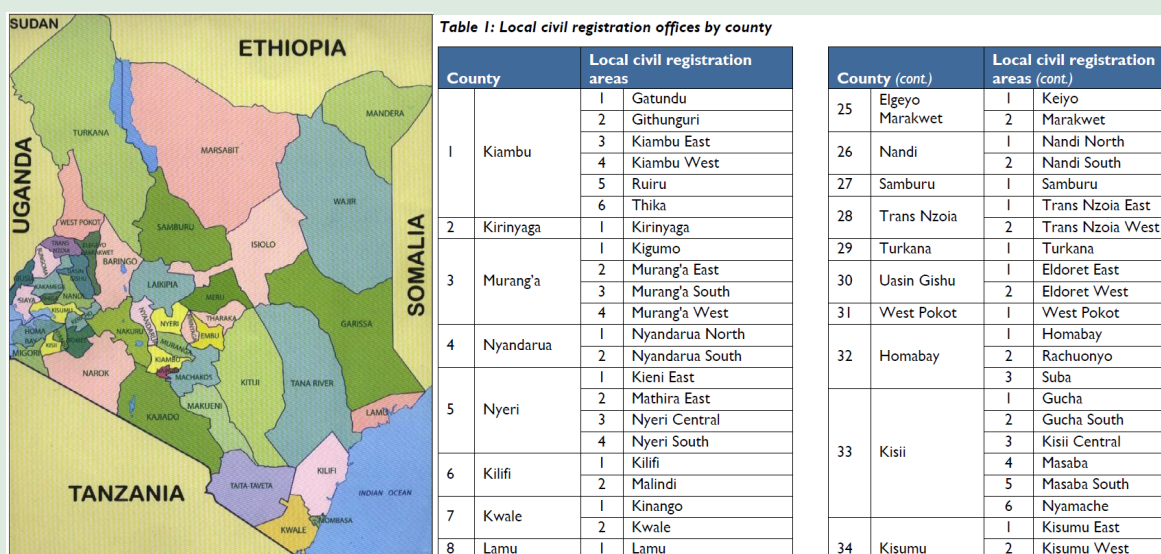 SUDAN
ETHIOPIA
UGANDA
SOMALIA
TANZANIA
INDIAN OCEAN
TURKANA
MARSABIT
MANDERA
WAJIR
WEST POKOT
SAMBURU
ISIOLO
TRANS NZOIA
BARINGO
LAIKIPIA
MERU
THARAKA
GARISSA
KAKAMEGA
NANDI
SIAYA
KISUMU
HOMA BAY
MIGORI
KISII
NAROK
NAKURU
NYERI
EMBU
KIAMBU
MACHAKOS
KITUI
TANA RIVER
MAKUENI
KAJIADO
LAMU
TAITA-TAVETA
KILIFI
KWALE
MOMBASA
Table 1: Local civil registration offices by county
County Local civil registration areas
1 Kiambu
1 Gatundu
2 Githunguri
3 Kiambu East
4 Kiambu West
5 Ruiru
6 Thika
2 Kirinyaga 1 Kirinyaga
3 Murang'a
1 Kigumo
2 Murang'a East
3 Murang'a South
4 Murang'a West
4 Nyandarua
1 Nyandarua North
2 Nyandarua South
5 Nyeri
1 Kieni East
2 Mathira East
3 Nyeri Central
4 Nyeri South
6 Kilifi
1 Kilifi
2 Malindi
7 Kwale
1 Kinango
2 Kwale
8 Lamu 1 Lamu
County (cont.) Local civil registration areas (cont.)
25 Elgeyo Marakwet
1 Keiyo
2 Marakwet
26 Nandi
1 Nandi North
2 Nandi South
27 Samburu 1 Samburu
28 Trans Nzoia
1 Trans Nzoia East
2 Trans Nzoia West
29 Turkana 1 Turkana
30 Uasin Gishu
1 Eldoret East
2 Eldoret West
31 West Pokot 1 West Pokot
32 Homabay
1 Homabay
2 Rachuonyo
3 Suba
33 Kisii
1 Gucha
2 Gucha South
3 Kisii Central
4 Masaba
5 Masaba South
6 Nyamache
34 Kisumu
1 Kisumu East
2 Kisumu West